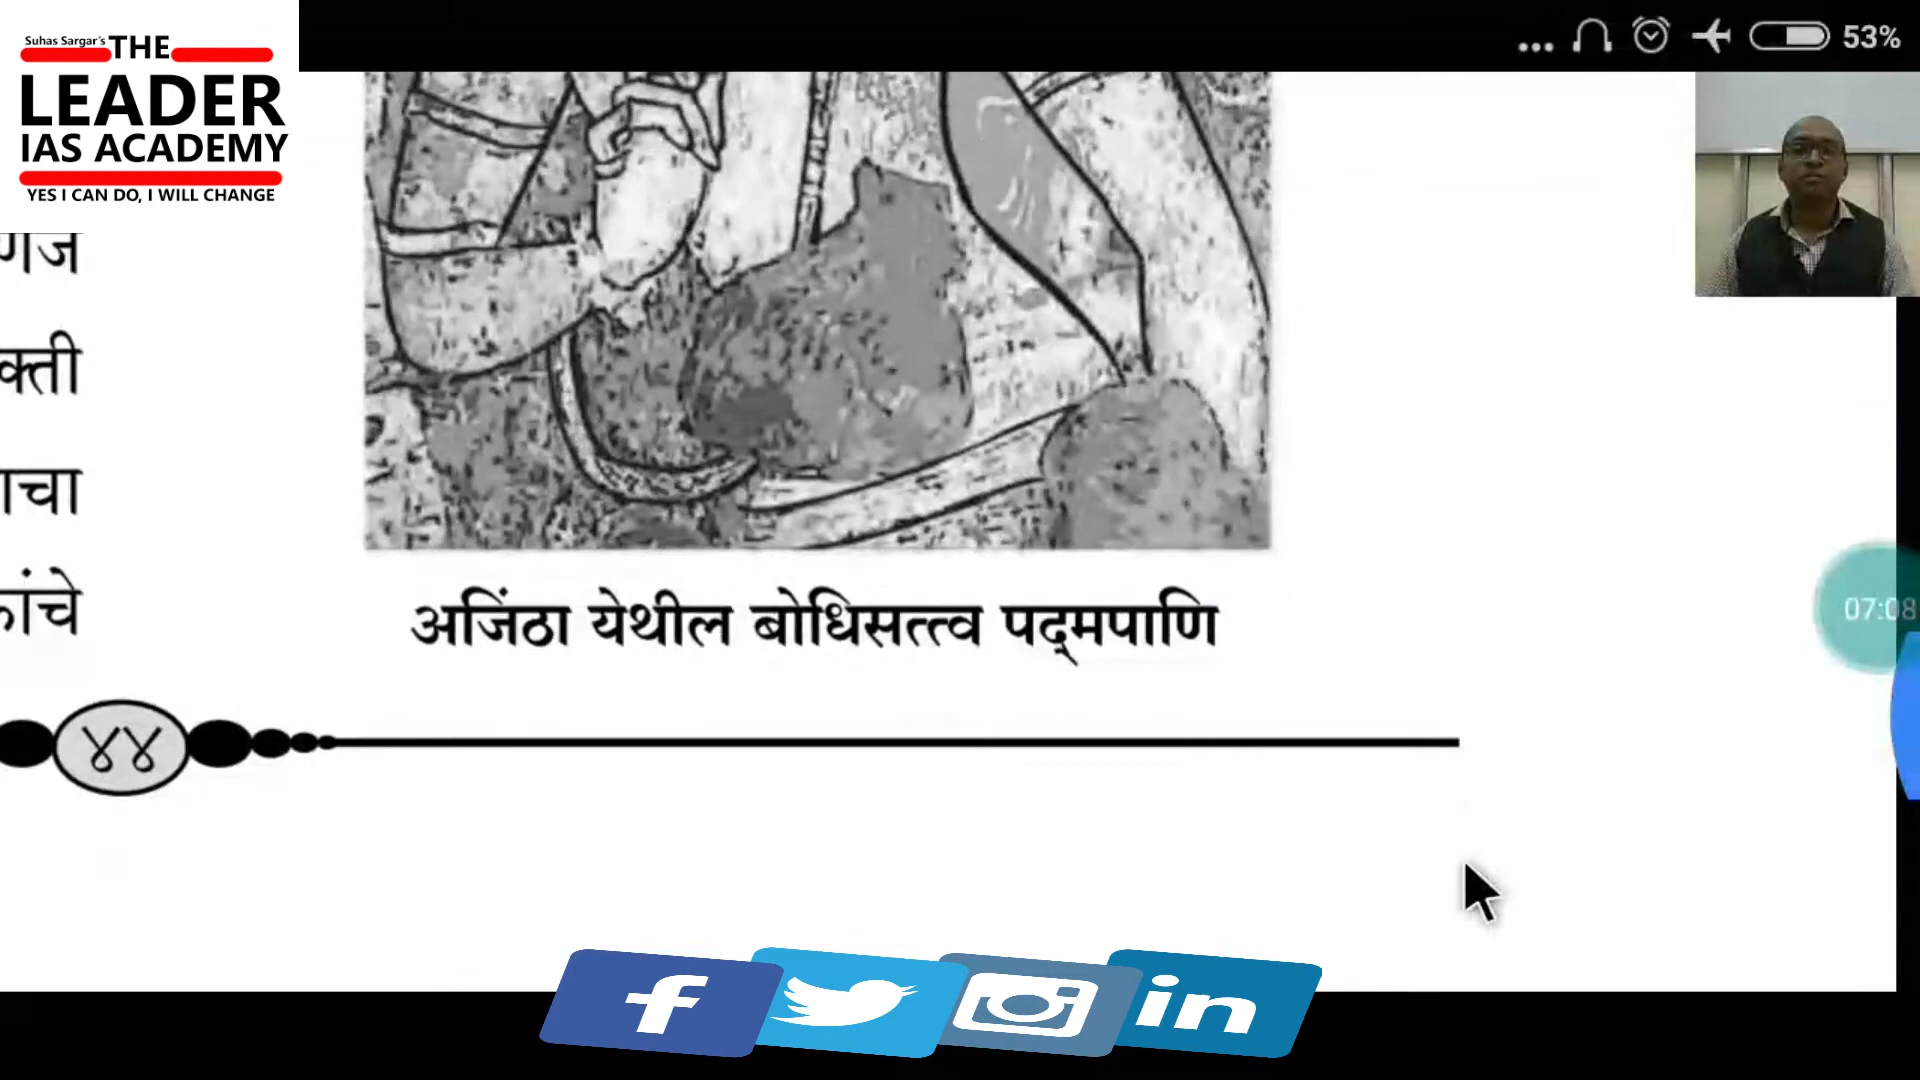 Suhas Sargar's THE
LEADER
IAS ACADEMY
YES I CAN DO, I WILL CHANGE
53%
07:08
अजिंठा येथील बोधिसत्त्व पद्मपाणि
४४
f
in